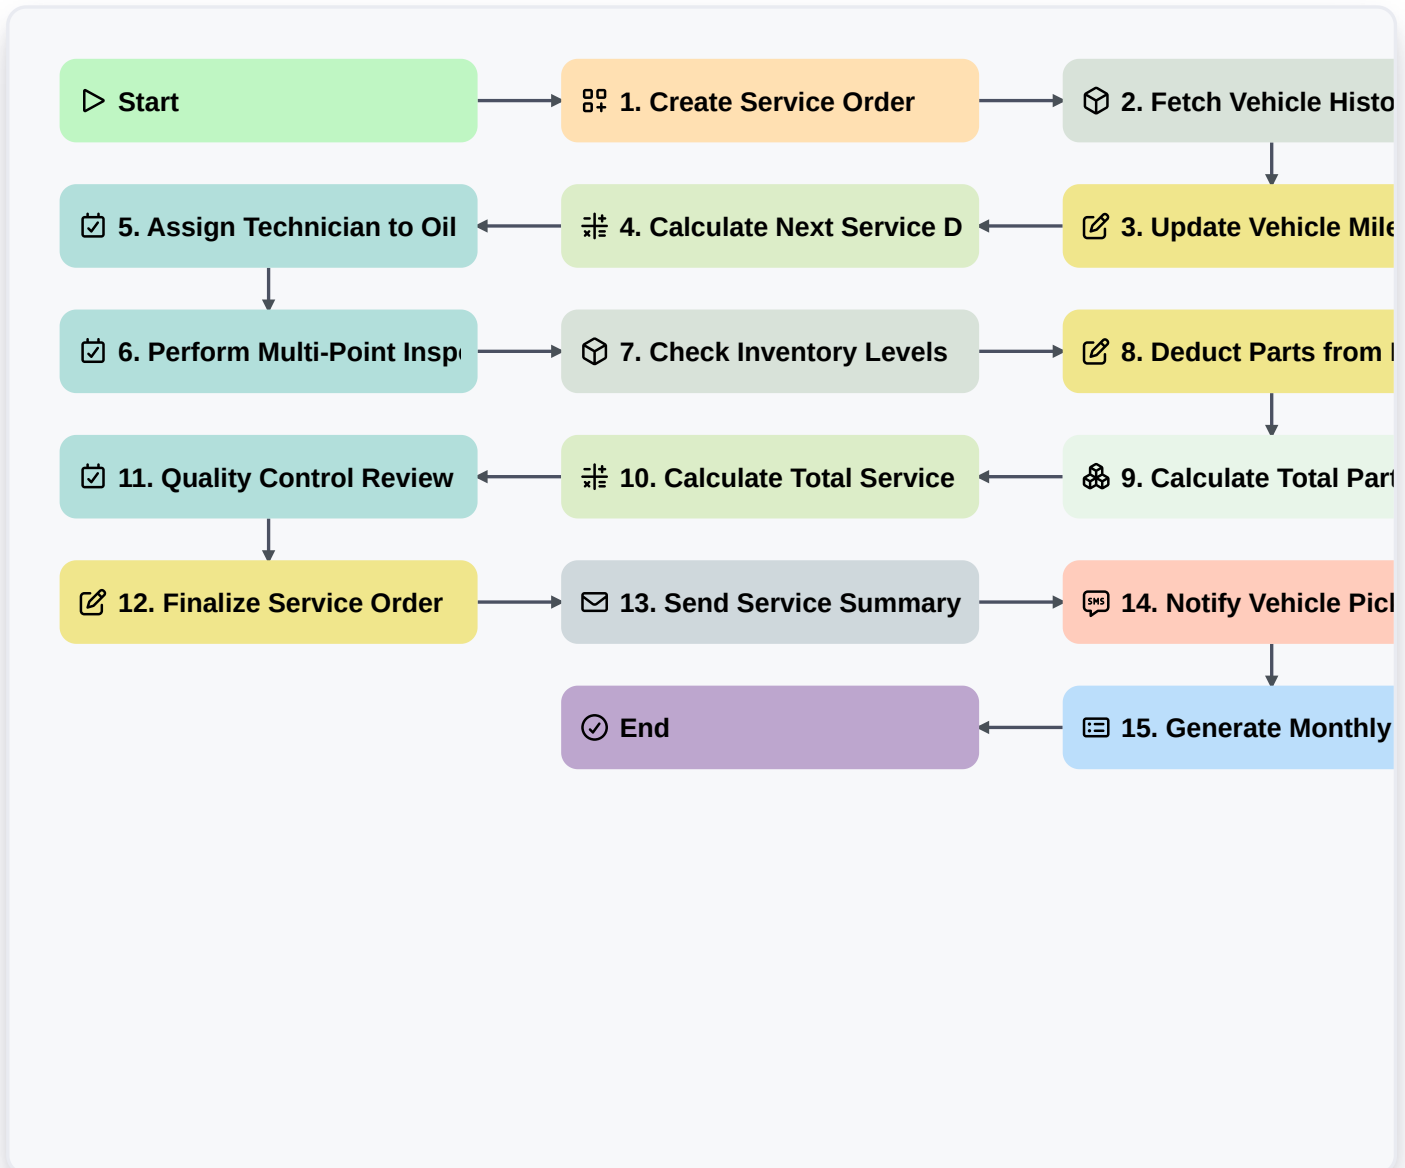 Start
1. Create Service Order
2. Fetch Vehicle Histo
5. Assign Technician to Oil
4. Calculate Next Service D
3. Update Vehicle Mile
6. Perform Multi-Point Inspe
7. Check Inventory Levels
8. Deduct Parts from
11. Quality Control Review
10. Calculate Total Service
9. Calculate Total Part
12. Finalize Service Order
13. Send Service Summary
SMS
14. Notify Vehicle Pick
End
15. Generate Monthly